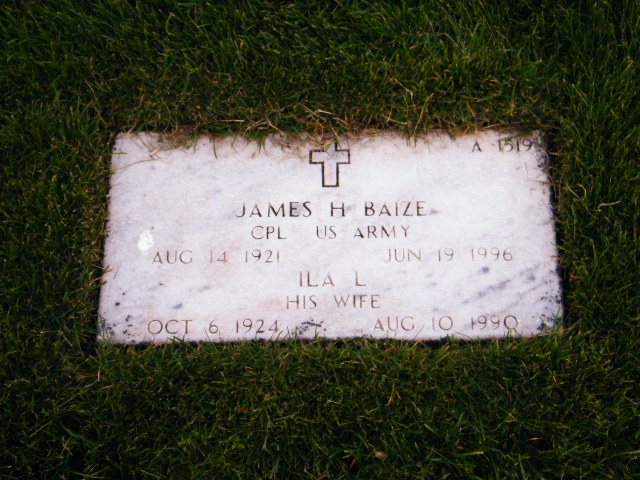 A 1519
JAMES H BAIZE
CPL US ARMY
AUG 14 1921 JUN 19 1996
ILA L
HIS WIFE
OCT 6 1924 AUG 10 1990